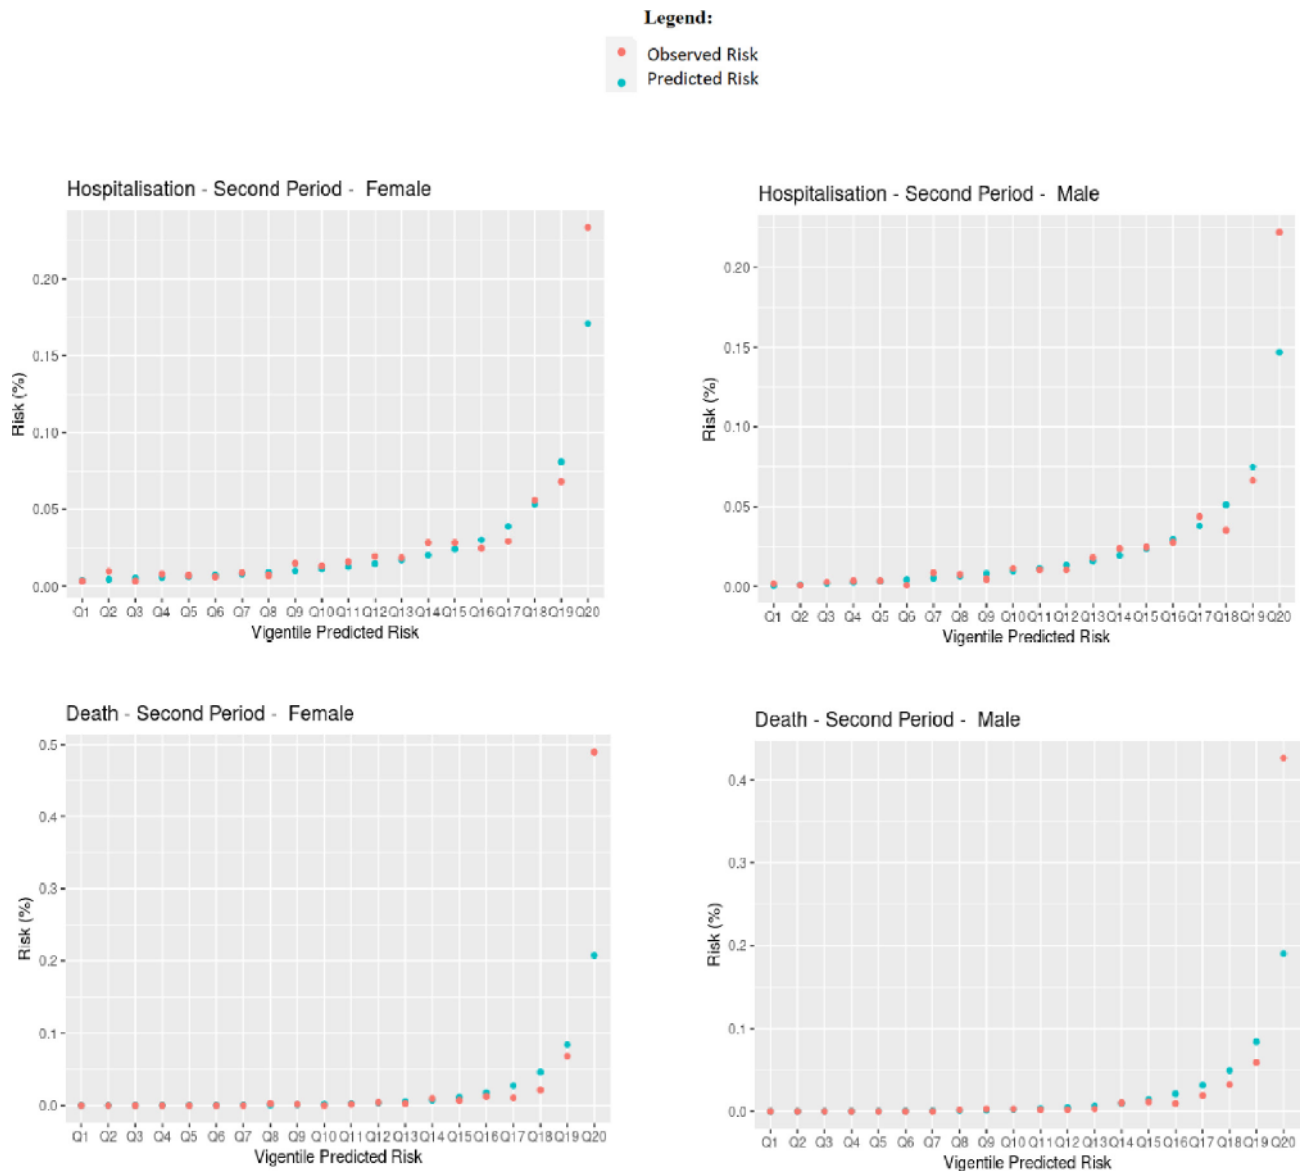 Legend:
Observed Risk
Predicted Risk
Hospitalisation - Second Period - Female
Risk (%)
0.20
0.15
0.10
0.05
0.00
Q1 Q2 Q3 Q4 Q5 Q6 Q7 Q8 Q9 Q10 Q11 Q12 Q13 Q14 Q15 Q16 Q17 Q18 Q19 Q20
Vigentile Predicted Risk
Hospitalisation - Second Period - Male
Risk (%)
0.20
0.15
0.10
0.05
0.00
Q1 Q2 Q3 Q4 Q5 Q6 Q7 Q8 Q9 Q10 Q11 Q12 Q13 Q14 Q15 Q16 Q17 Q18 Q19 Q20
Vigentile Predicted Risk
Death - Second Period - Female
Risk (%)
0.5
0.4
0.3
0.2
0.1
0.0
Q1 Q2 Q3 Q4 Q5 Q6 Q7 Q8 Q9 Q10 Q11 Q12 Q13 Q14 Q15 Q16 Q17 Q18 Q19 Q20
Vigentile Predicted Risk
Death - Second Period - Male
Risk (%)
0.4
0.3
0.2
0.1
0.0
Q1 Q2 Q3 Q4 Q5 Q6 Q7 Q8 Q9 Q10 Q11 Q12 Q13 Q14 Q15 Q16 Q17 Q18 Q19 Q20
Vigentile Predicted Risk